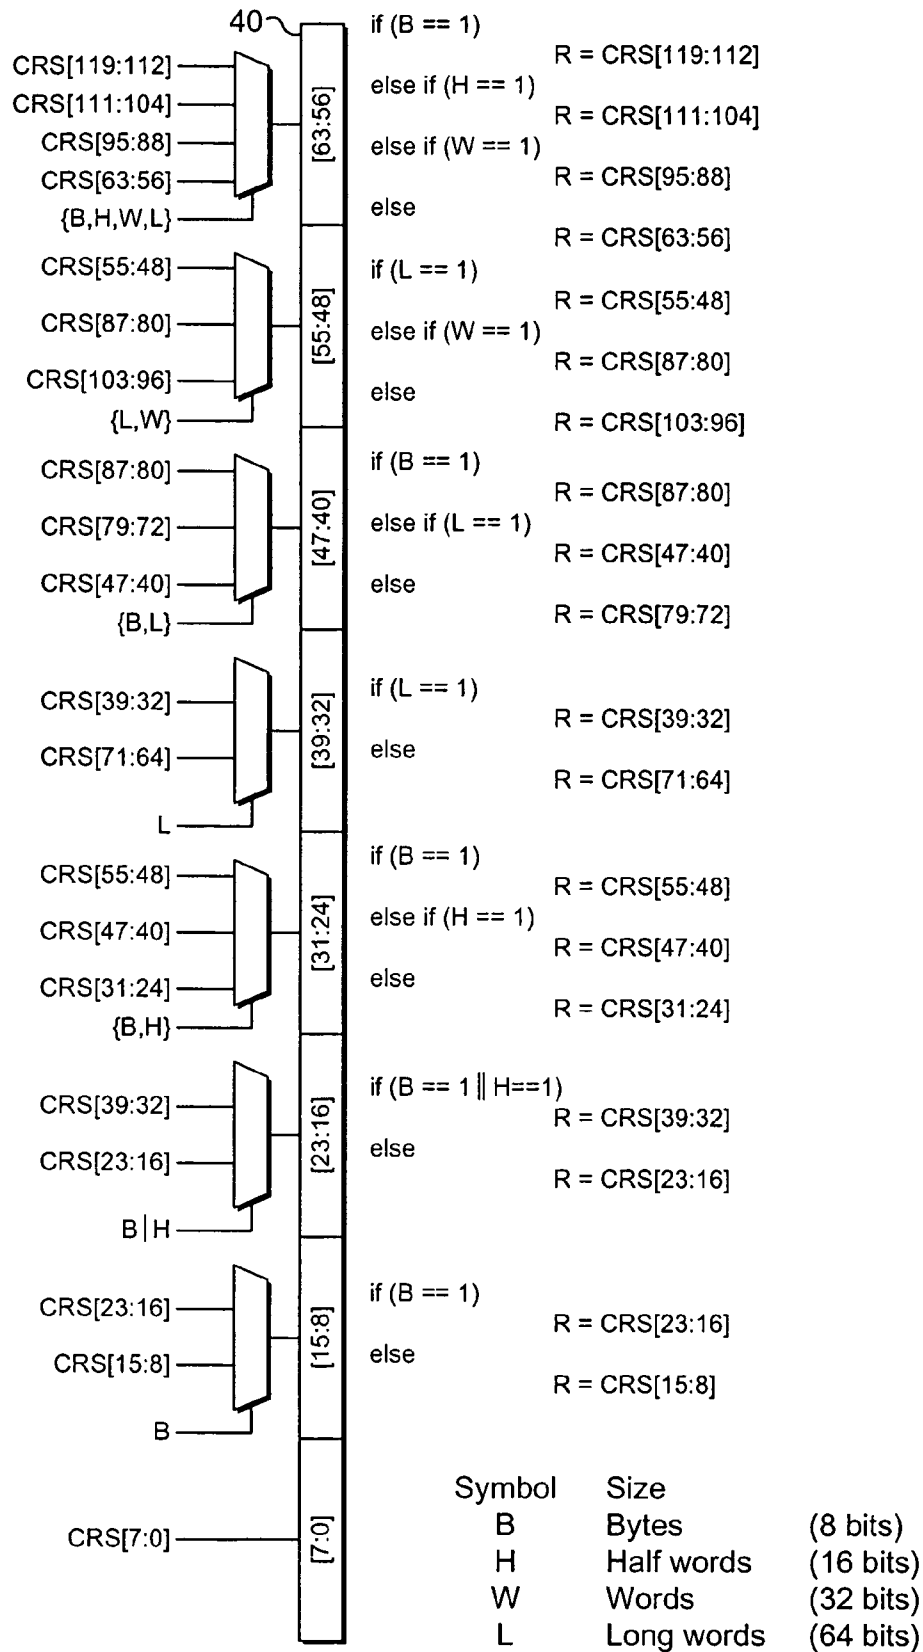 40
if (B == 1)
CRS[119:112]
R = CRS[119:112]
CRS[111:104]
else if (H == 1)
R = CRS[111:104]
CRS[95:88]
else if (W == 1)
CRS[63:56]
R = CRS[95:88]
{B,H,W,L}
else
R = CRS[63:56]
[63:56]
CRS[55:48]
if (L == 1)
R = CRS[55:48]
CRS[87:80]
else if (W == 1)
R = CRS[87:80]
CRS[103:96]
else
{L,W}
R = CRS[103:96]
[55:48]
CRS[87:80]
if (B == 1)
R = CRS[87:80]
CRS[79:72]
else if (L == 1)
R = CRS[47:40]
CRS[47:40]
else
{B,L}
R = CRS[79:72]
[47:40]
CRS[39:32]
if (L == 1)
R = CRS[39:32]
CRS[71:64]
else
R = CRS[71:64]
L
[39:32]
CRS[55:48]
if (B == 1)
R = CRS[55:48]
CRS[47:40]
else if (H == 1)
R = CRS[47:40]
CRS[31:24]
else
R = CRS[31:24]
{B,H}
[31:24]
CRS[39:32]
if (B == 1 || H==1)
R = CRS[39:32]
CRS[23:16]
else
R = CRS[23:16]
B|H
[23:16]
CRS[23:16]
if (B == 1)
R = CRS[23:16]
CRS[15:8]
else
R = CRS[15:8]
B
[15:8]
CRS[7:0]
[7:0]
Symbol Size
B Bytes (8 bits)
H Half words (16 bits)
W Words (32 bits)
L Long words (64 bits)